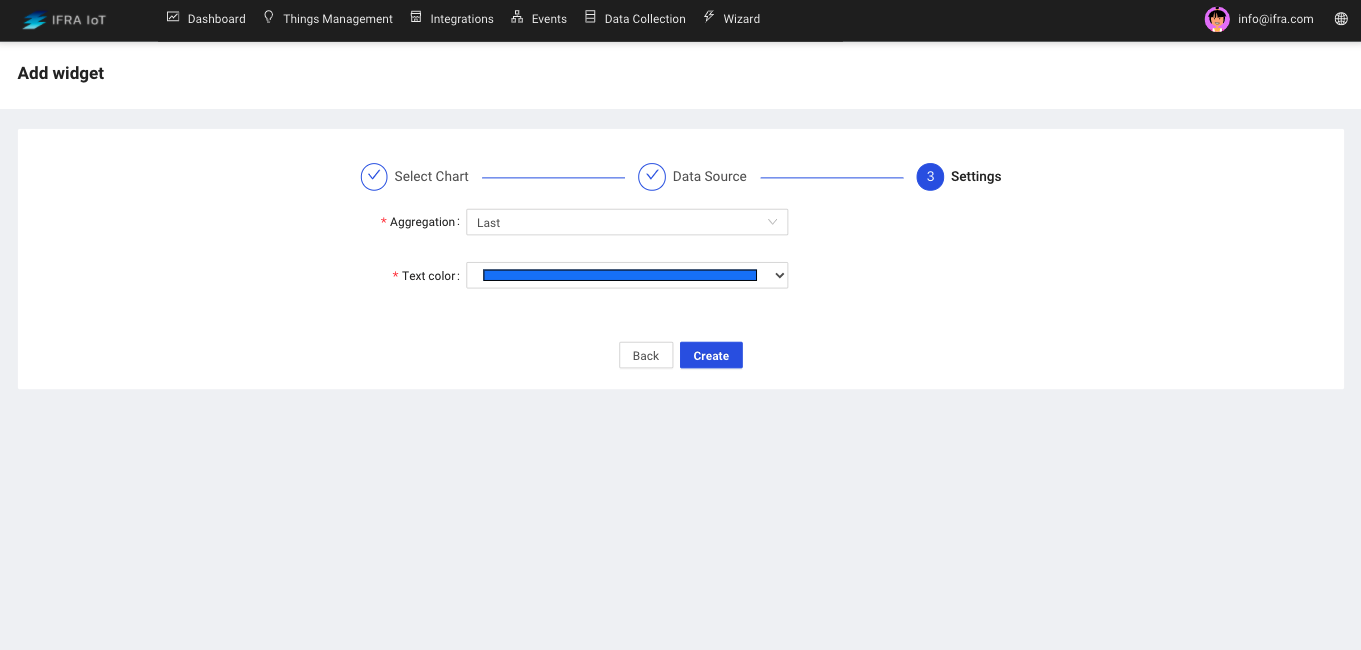 IFRA IoT Dashboard Things Management Integrations Events Data Collection Wizard info@ifra.com
Add widget
Select Chart Data Source 3 Settings
* Aggregation: Last
* Text color:
Back Create